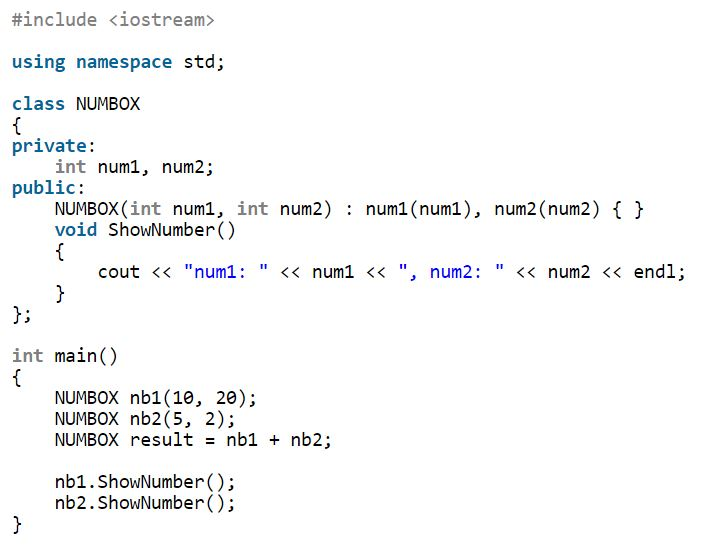 #include <iostream>
using namespace std;
class NUMBOX
{
private:
    int num1, num2;
public:
    NUMBOX(int num1, int num2) : num1(num1), num2(num2) { }
    void ShowNumber()
    {
        cout << "num1: " << num1 << ", num2: " << num2 << endl;
    }
};
int main()
{
    NUMBOX nb1(10, 20);
    NUMBOX nb2(5, 2);
    NUMBOX result = nb1 + nb2;
    nb1.ShowNumber();
    nb2.ShowNumber();
}